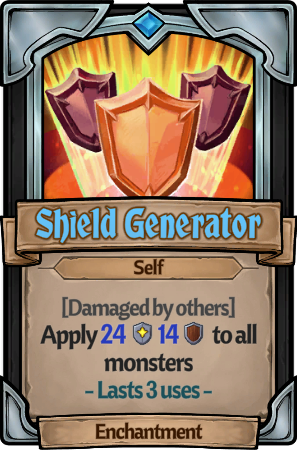 Shield Generator
Self
[Damaged by others]
Apply 24 14 to all
monsters
- Lasts 3 uses -
Enchantment